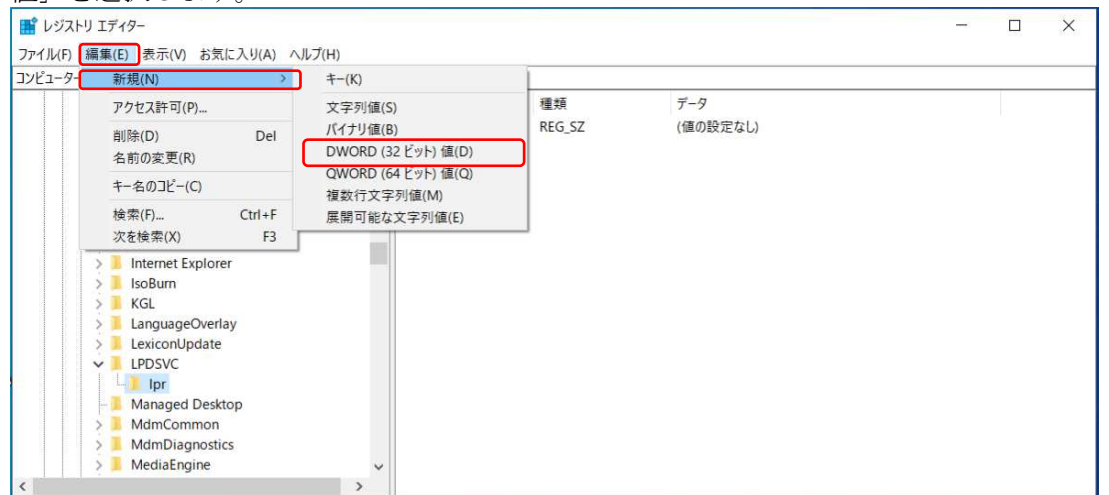 値」を選択します。
レジストリ エディター
ファイル(F) 編集(E) 表示(V) お気に入り(A) ヘルプ(H)
コンピューター
新規(N) >
アクセス許可(P)...
削除(D) Del
名前の変更(R)
キー名のコピー(C)
検索(F)... Ctrl+F
次を検索(X) F3
キー(K)
文字列値(S)
バイナリ値(B)
DWORD (32 ビット) 値(D)
QWORD (64 ビット) 値(Q)
複数行文字列値(M)
展開可能な文字列値(E)
種類 データ
REG_SZ (値の設定なし)
Internet Explorer
IsoBurn
KGL
LanguageOverlay
LexiconUpdate
LPDSVC
lpr
Managed Desktop
MdmCommon
MdmDiagnostics
MediaEngine